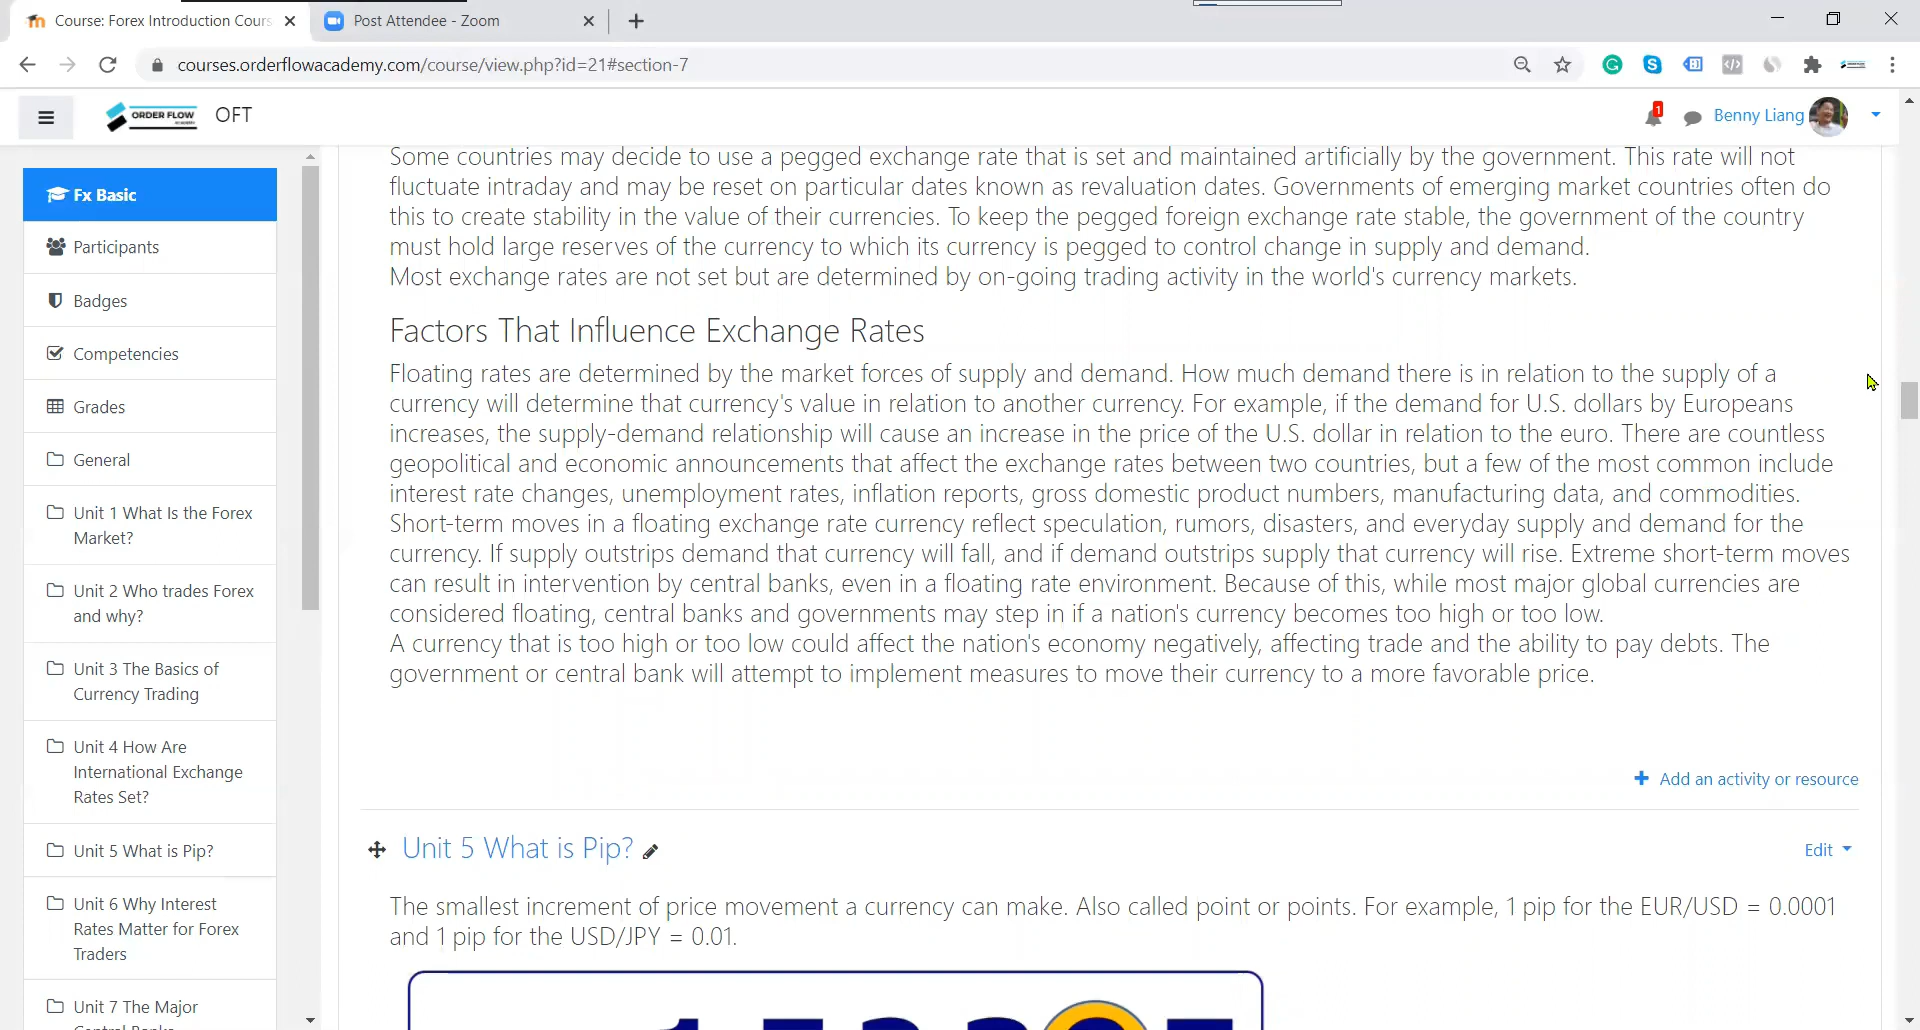 Course: Forex Introduction Cours
Post Attendee - Zoom
courses.orderflowacademy.com/course/view.php?id=21#section-7
ORDER FLOW
OFT
1
Benny Liang
Fx Basic
Participants
Badges
Competencies
Grades
General
Unit 1 What Is the Forex
Market?
Unit 2 Who trades Forex
and why?
Unit 3 The Basics of
Currency Trading
Unit 4 How Are
International Exchange
Rates Set?
Unit 5 What is Pip?
Unit 6 Why Interest
Rates Matter for Forex
Traders
Unit 7 The Major
Some countries may decide to use a pegged exchange rate that is set and maintained artificially by the government. This rate will not
fluctuate intraday and may be reset on particular dates known as revaluation dates. Governments of emerging market countries often do
this to create stability in the value of their currencies. To keep the pegged foreign exchange rate stable, the government of the country
must hold large reserves of the currency to which its currency is pegged to control change in supply and demand.
Most exchange rates are not set but are determined by on-going trading activity in the world's currency markets.
Factors That Influence Exchange Rates
Floating rates are determined by the market forces of supply and demand. How much demand there is in relation to the supply of a
currency will determine that currency's value in relation to another currency. For example, if the demand for U.S. dollars by Europeans
increases, the supply-demand relationship will cause an increase in the price of the U.S. dollar in relation to the euro. There are countless
geopolitical and economic announcements that affect the exchange rates between two countries, but a few of the most common include
interest rate changes, unemployment rates, inflation reports, gross domestic product numbers, manufacturing data, and commodities.
Short-term moves in a floating exchange rate currency reflect speculation, rumors, disasters, and everyday supply and demand for the
currency. If supply outstrips demand that currency will fall, and if demand outstrips supply that currency will rise. Extreme short-term moves
can result in intervention by central banks, even in a floating rate environment. Because of this, while most major global currencies are
considered floating, central banks and governments may step in if a nation's currency becomes too high or too low.
A currency that is too high or too low could affect the nation's economy negatively, affecting trade and the ability to pay debts. The
government or central bank will attempt to implement measures to move their currency to a more favorable price.
Add an activity or resource
Unit 5 What is Pip?
Edit
The smallest increment of price movement a currency can make. Also called point or points. For example, 1 pip for the EUR/USD = 0.0001
and 1 pip for the USD/JPY = 0.01.